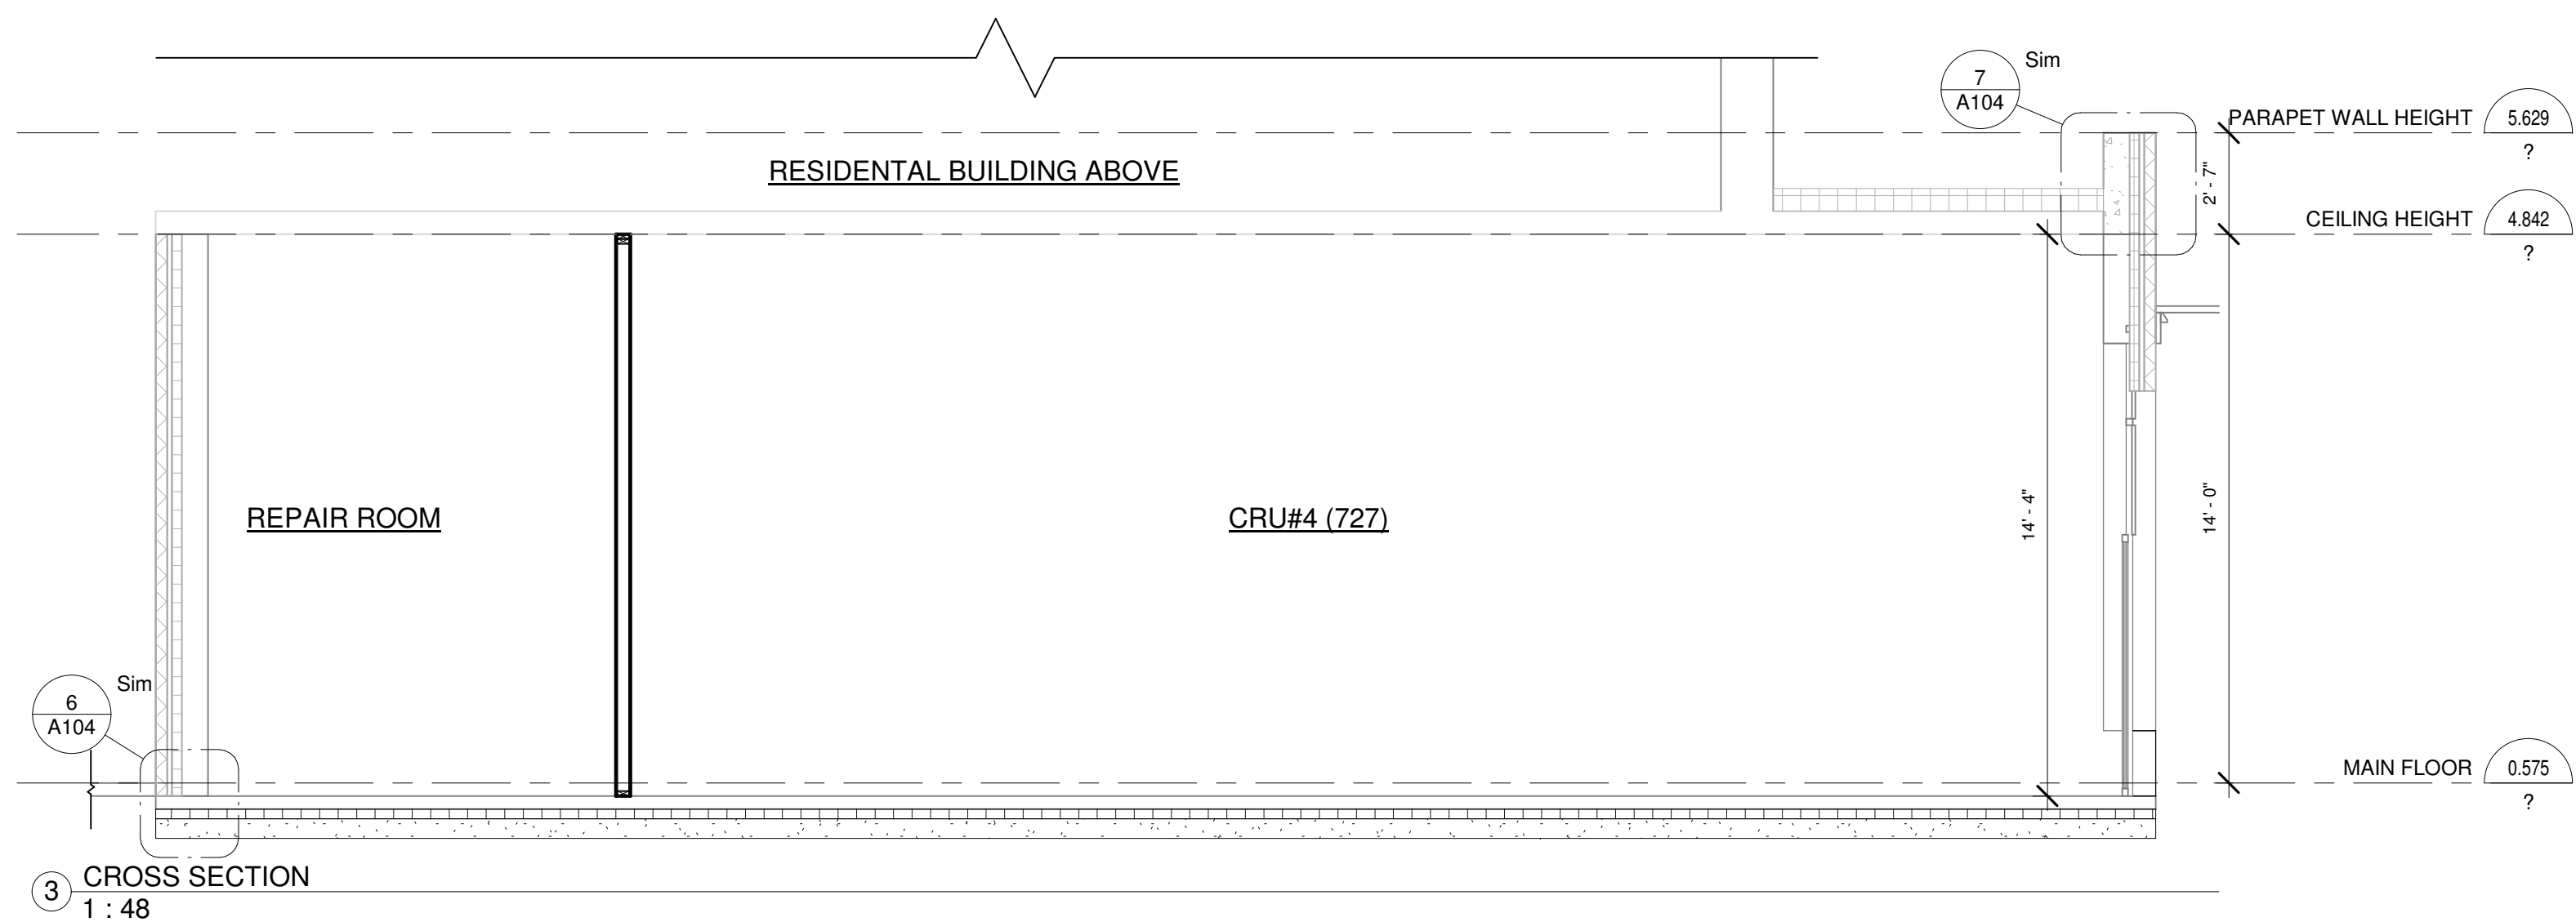 7
A104
Sim
PARAPET WALL HEIGHT
5.629
?
RESIDENTAL BUILDING ABOVE
2' - 7"
CEILING HEIGHT
4.842
?
REPAIR ROOM
CRU#4 (727)
14' - 4"
14' - 0"
6
A104
Sim
MAIN FLOOR
0.575
?
3
CROSS SECTION
1 : 48